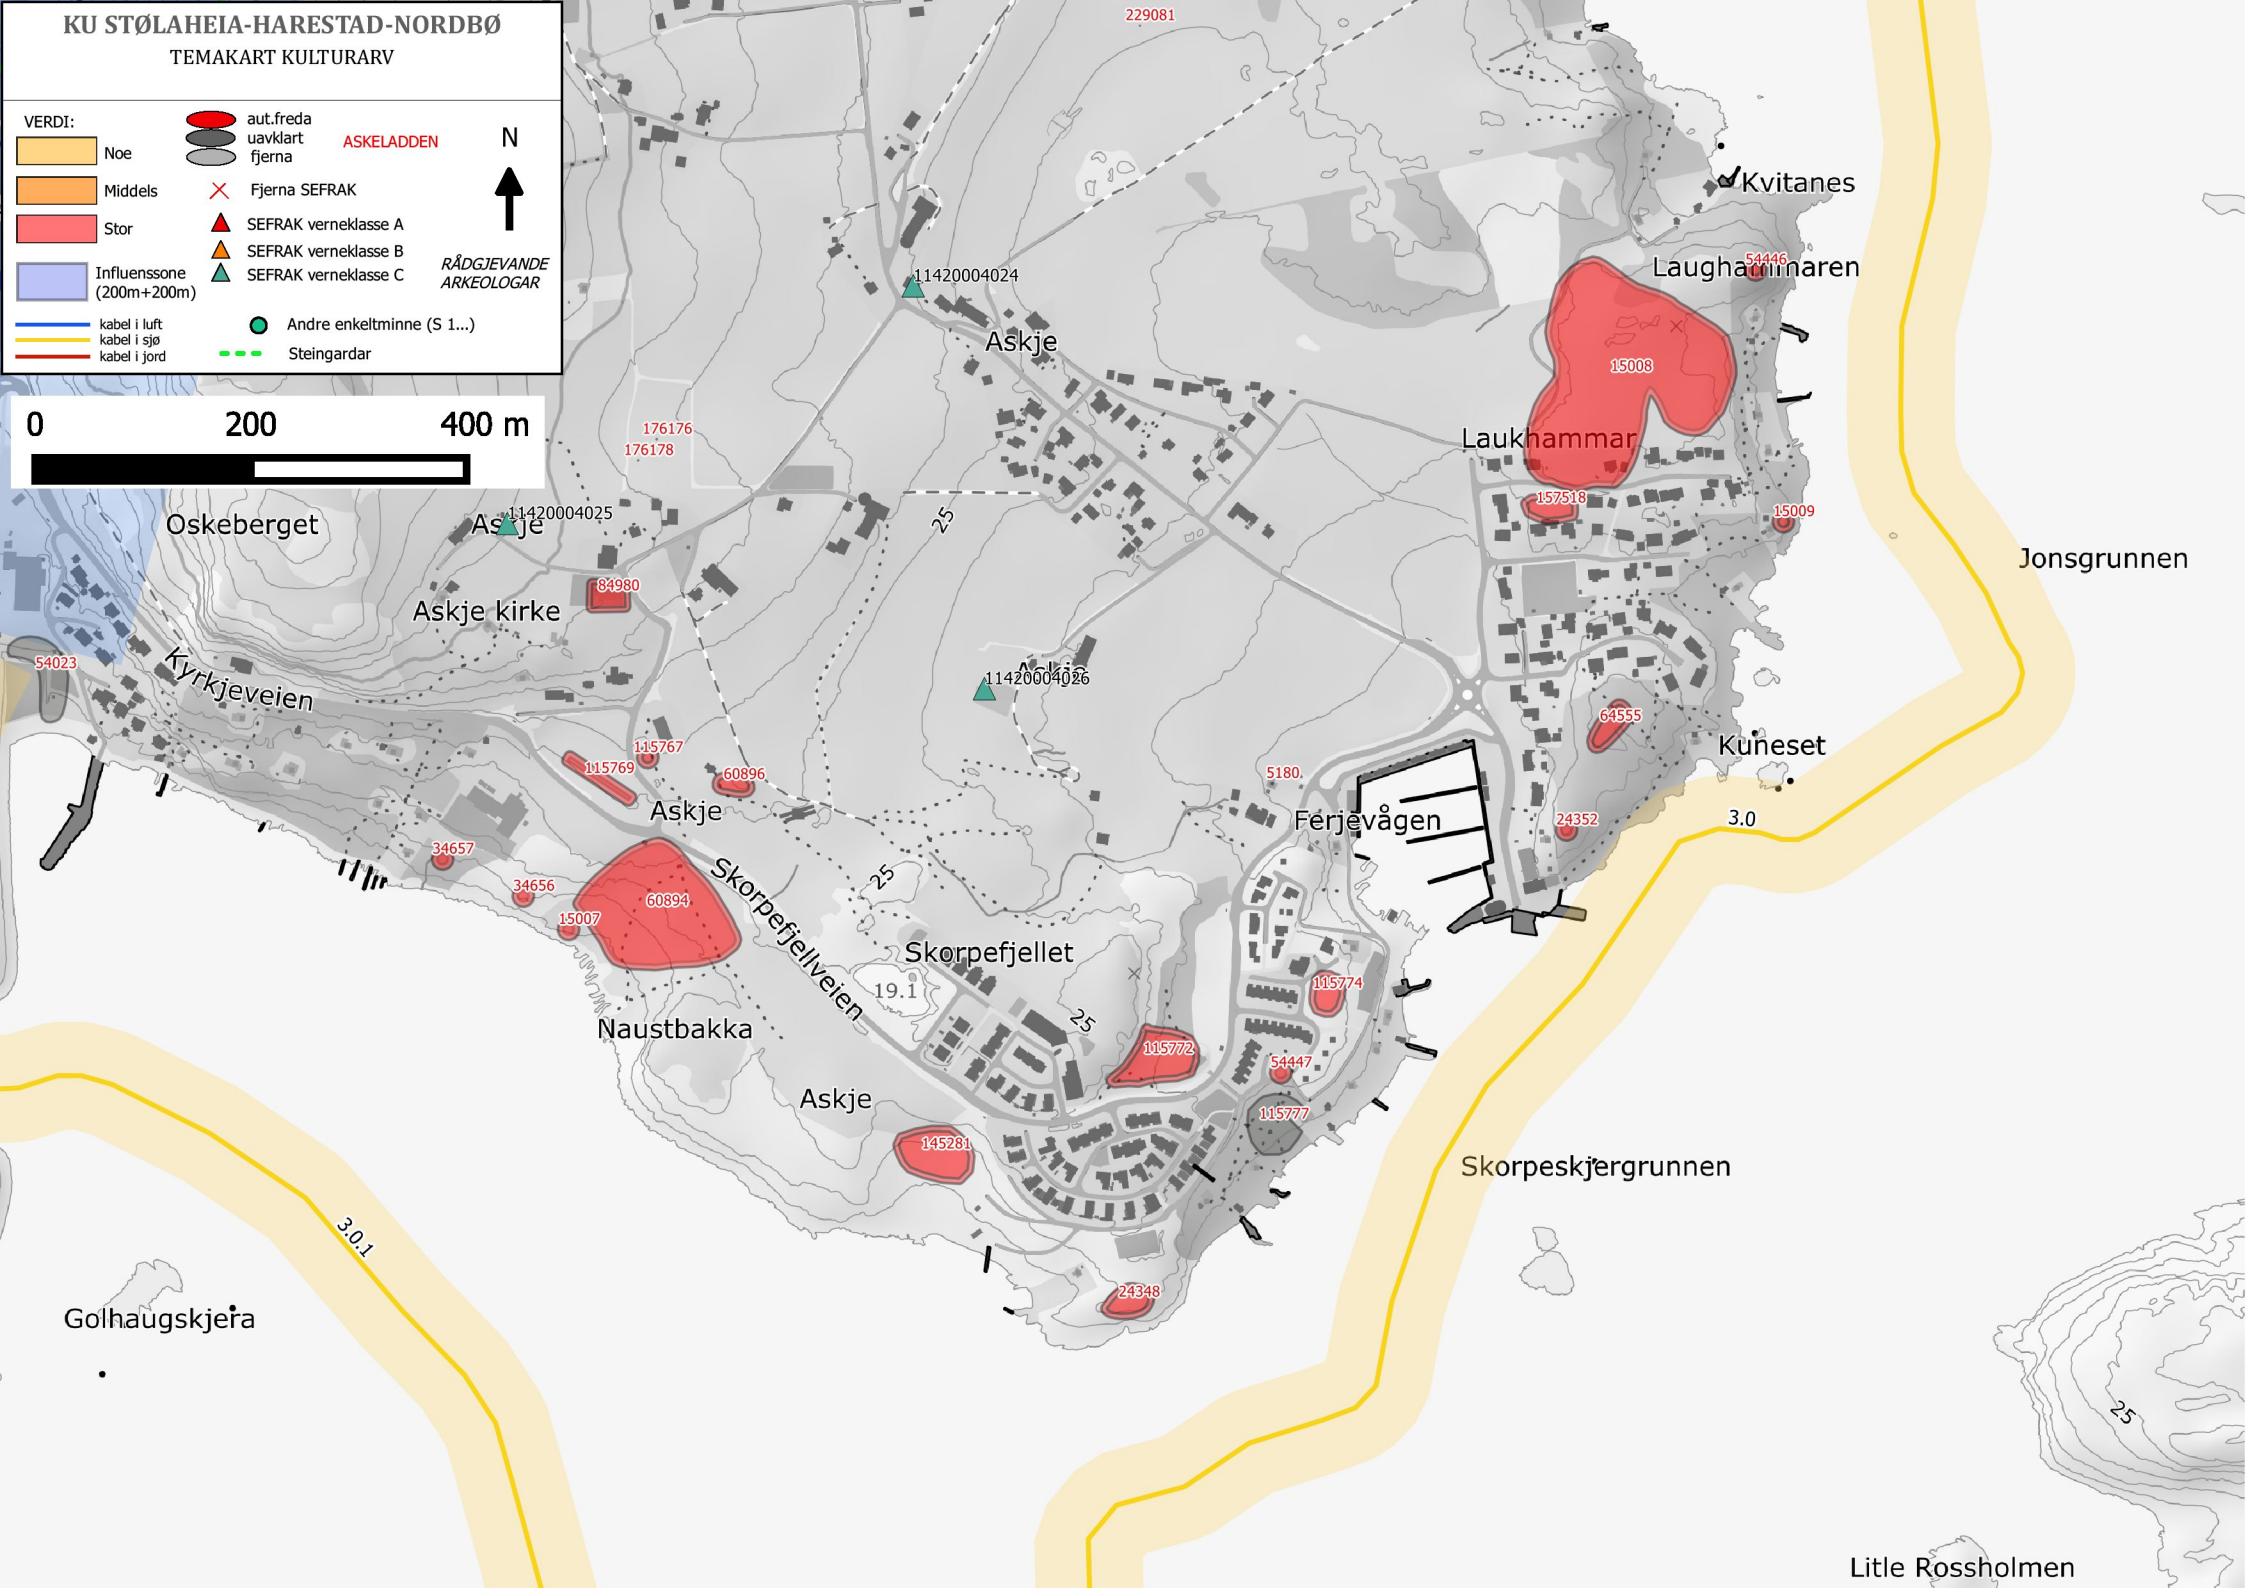 KU STØLAHEIA-HARESTAD-NORDBØ
TEMAKART KULTURARV
VERDI:
Noe
Middels
Stor
Influenssone
(200m+200m)
kabel i luft
kabel i sjø
kabel i jord
aut.freda
uavklart
fjerna
ASKELADDEN
Fjerna SEFRAK
SEFRAK verneklasse A
SEFRAK verneklasse B
SEFRAK verneklasse C
Andre enkeltminne (S 1...)
Steingardar
N
RÅDGJEVANDE
ARKEOLOGAR
0 200 400 m
229081
Kvitanes
54446
Laughammaren
11420004024
Askje
15008
176176
176178
Laukhammar
157518
15009
11420004025
Askje
Oskeberget
25
Jonsgrunnen
84980
Askje kirke
54023
Kyrkjeveien
Askje
11420004026
64555
Kuneset
115767
115769
60896
5180
Askje
Ferjevågen
24352
3.0
34657
34656
15007
60894
Skorpefjellveien
25
Skorpefjellet
19.1
25
115774
Naustbakka
115772
54447
Askje
115777
145281
Skorpeskjergrunnen
3.0.1
24348
Golhaugskjera
25
Litle Rossholmen